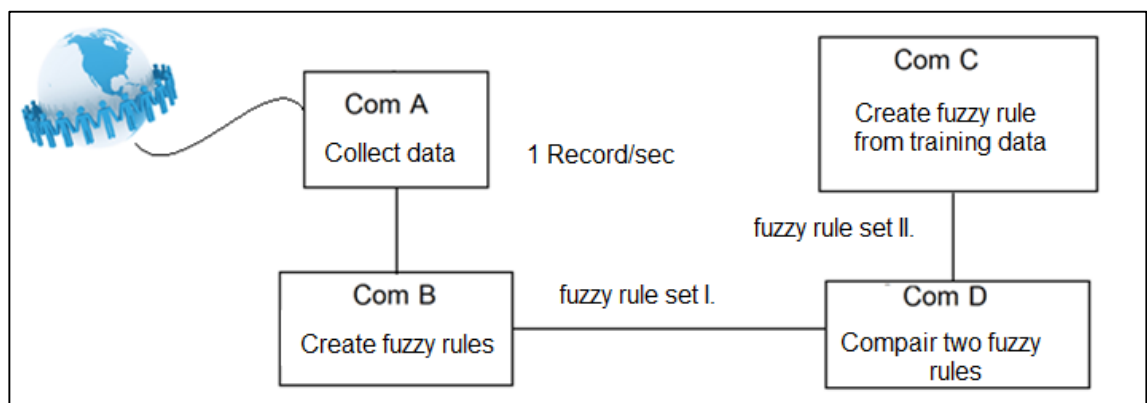 Com A
Collect data
1 Record/sec
Com B
Create fuzzy rules
fuzzy rule set I.
Com C
Create fuzzy rule
from training data
fuzzy rule set II.
Com D
Compair two fuzzy
rules